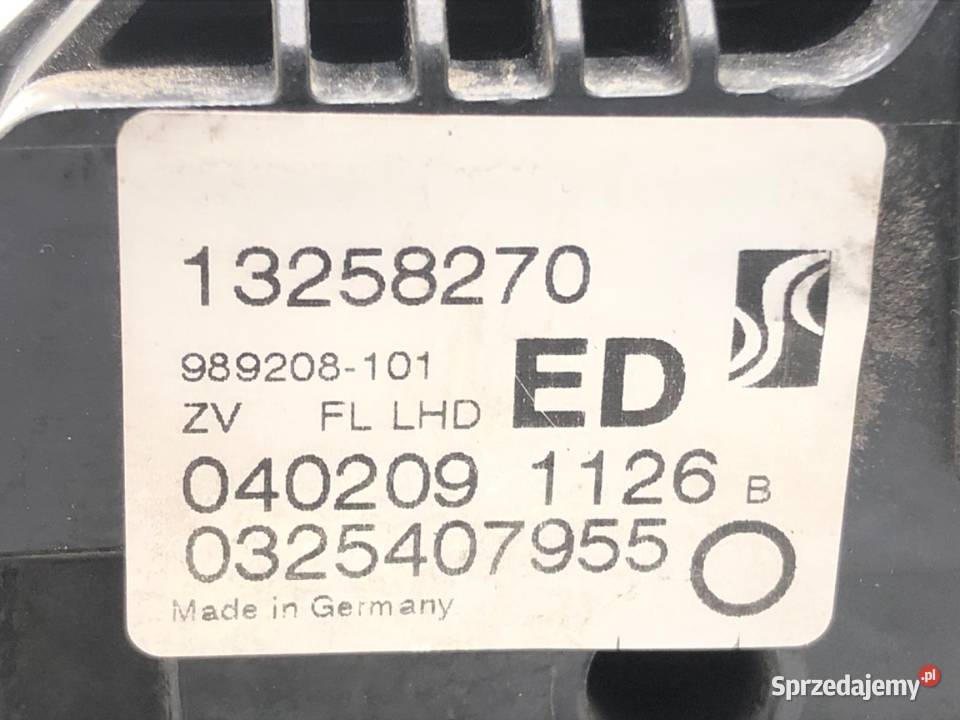 13258270
989208-101 ED
ZV FL LHD
040209 1126 B
0325407955
Made in Germany
Sprzedajemy.pl